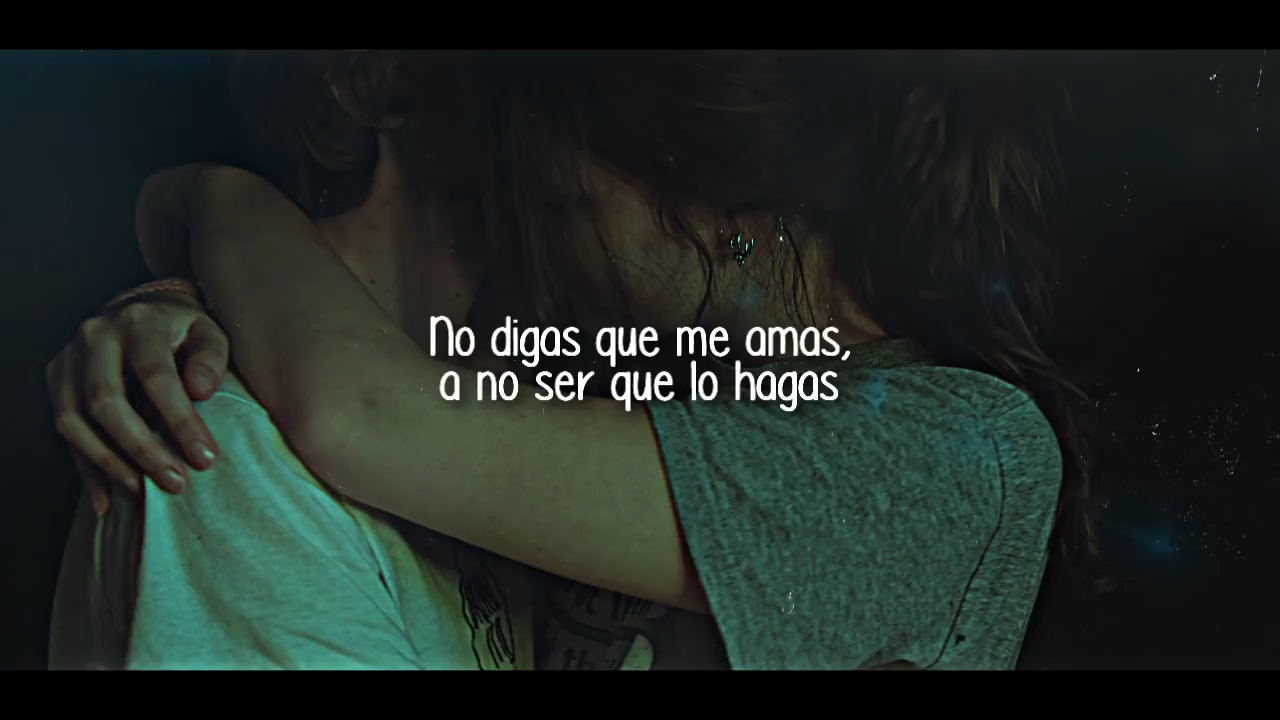 No digas que me amas,
a no ser que lo hagas